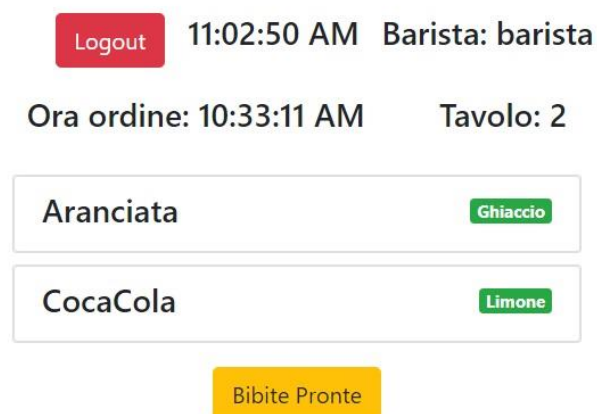 Logout 11:02:50 AM Barista: barista
Ora ordine: 10:33:11 AM Tavolo: 2
Aranciata Ghiaccio
CocaCola Limone
Bibite Pronte